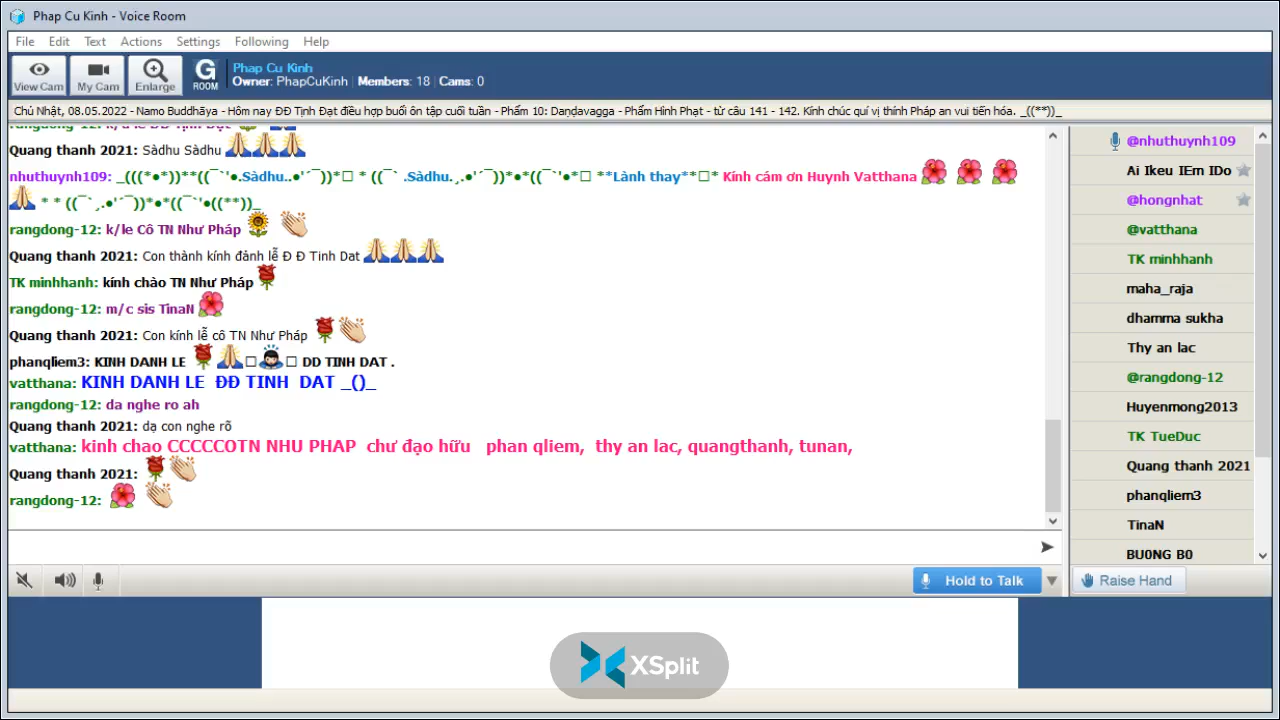 Phap Cu Kinh - Voice Room
File Edit Text Actions Settings Following Help
View Cam My Cam Enlarge G ROOM
Phap Cu Kinh
Owner: PhapCuKinh | Members: 18 | Cams: 0
Chủ Nhật, 08.05.2022 - Namo Buddhāya - Hôm nay ĐĐ Tịnh Đạt điều hợp buổi ôn tập cuối tuần - Phẩm 10: Daṇḍavagga - Phẩm Hình Phạt - từ câu 141 - 142. Kính chúc quí vị thính Pháp an vui tiến hóa. _((**))_
rangdong-12: k/d le ĐĐ Tịnh Đạt
Quang thanh 2021: Sàdhu Sàdhu
nhuthuynh109: _(((*●*))**((¯`'●.Sàdhu..●'´¯))*□ * ((¯` .Sàdhu.¸.●'´¯))*●*((¯`'●*□ **Lành thay**□* Kính cám ơn Huynh Vatthana
* * ((¯`¸.●'´¯))*●*((¯`'●((**))_
rangdong-12: k/le Cô TN Như Pháp
Quang thanh 2021: Con thành kính đảnh lễ Đ Đ Tinh Dat
TK minhhanh: kính chào TN Như Pháp
rangdong-12: m/c sis TinaN
Quang thanh 2021: Con kính lễ cô TN Như Pháp
phanqliem3: KINH DANH LE □ □ DD TINH DAT .
vatthana: KINH DANH LE ĐĐ TINH DAT _()_
rangdong-12: da nghe ro ah
Quang thanh 2021: dạ con nghe rõ
vatthana: kinh chao CCCCCOTN NHU PHAP chư đạo hữu phan qliem, thy an lac, quangthanh, tunan,
Quang thanh 2021:
rangdong-12:
@nhuthuynh109
Ai Ikeu IEm IDo
@hongnhat
@vatthana
TK minhhanh
maha_raja
dhamma sukha
Thy an lac
@rangdong-12
Huyenmong2013
TK TueDuc
Quang thanh 2021
phanqliem3
TinaN
BU0NG B0
Hold to Talk
Raise Hand
XSplit